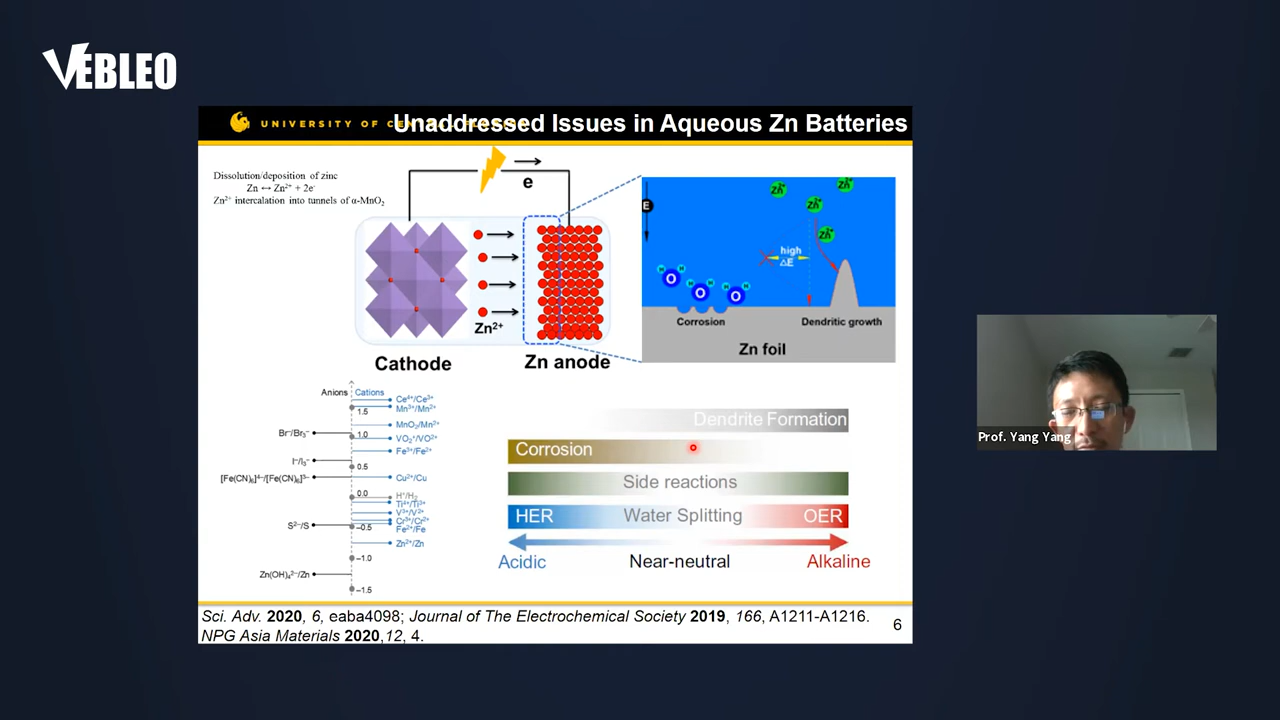 VEBLEO
UNIVERSITY OF C
Unaddressed Issues in Aqueous Zn Batteries
Dissolution/deposition of zinc
Zn ↔ Zn²⁺ + 2e⁻
Zn²⁺ intercalation into tunnels of α-MnO₂
e
Zn²⁺
Cathode
Zn anode
E
Zn²⁺
Zn²⁺
Zn²⁺
Zn²⁺
high
ΔE
H H
O
H H
O
H H
O
Corrosion
Dendritic growth
Zn foil
Anions
Cations
Ce⁴⁺/Ce³⁺
Mn³⁺/Mn²⁺
1.5
MnO₂/Mn²⁺
Br⁻/Br₃⁻
1.0
VO₂⁺/VO²⁺
Fe³⁺/Fe²⁺
I⁻/I₃⁻
0.5
[Fe(CN)₆]⁴⁻/[Fe(CN)₆]³⁻
Cu²⁺/Cu
0.0
H⁺/H₂
Ti⁴⁺/Ti³⁺
V³⁺/V²⁺
Cr³⁺/Cr²⁺
S²⁻/S
−0.5
Fe²⁺/Fe
Zn²⁺/Zn
−1.0
Zn(OH)₄²⁻/Zn
−1.5
Dendrite Formation
Corrosion
Side reactions
HER Water Splitting OER
Acidic Near-neutral Alkaline
Sci. Adv. 2020, 6, eaba4098; Journal of The Electrochemical Society 2019, 166, A1211-A1216.
NPG Asia Materials 2020,12, 4.
6
Prof. Yang Yang